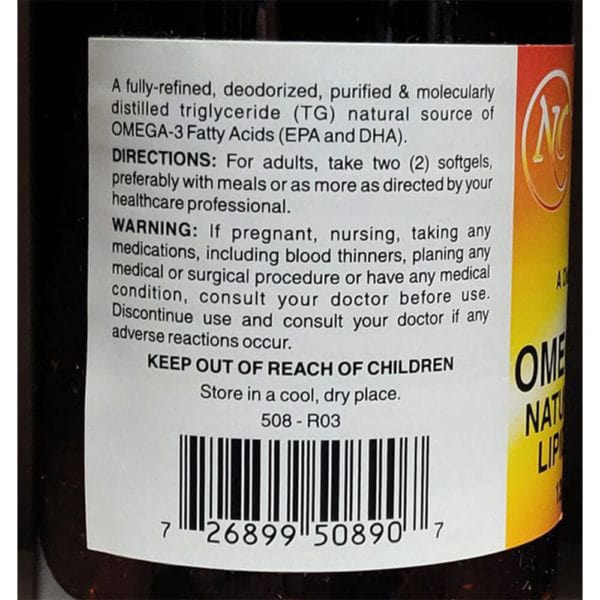 A fully-refined, deodorized, purified & molecularly
distilled triglyceride (TG) natural source of
OMEGA-3 Fatty Acids (EPA and DHA).
DIRECTIONS: For adults, take two (2) softgels,
preferably with meals or as more as directed by your
healthcare professional.
WARNING: If pregnant, nursing, taking any
medications, including blood thinners, planing any
medical or surgical procedure or have any medical
condition, consult your doctor before use.
Discontinue use and consult your doctor if any
adverse reactions occur.
KEEP OUT OF REACH OF CHILDREN
Store in a cool, dry place.
508 - R03
7 26899 50890 7
NC
A D
OME
NATU
LIP